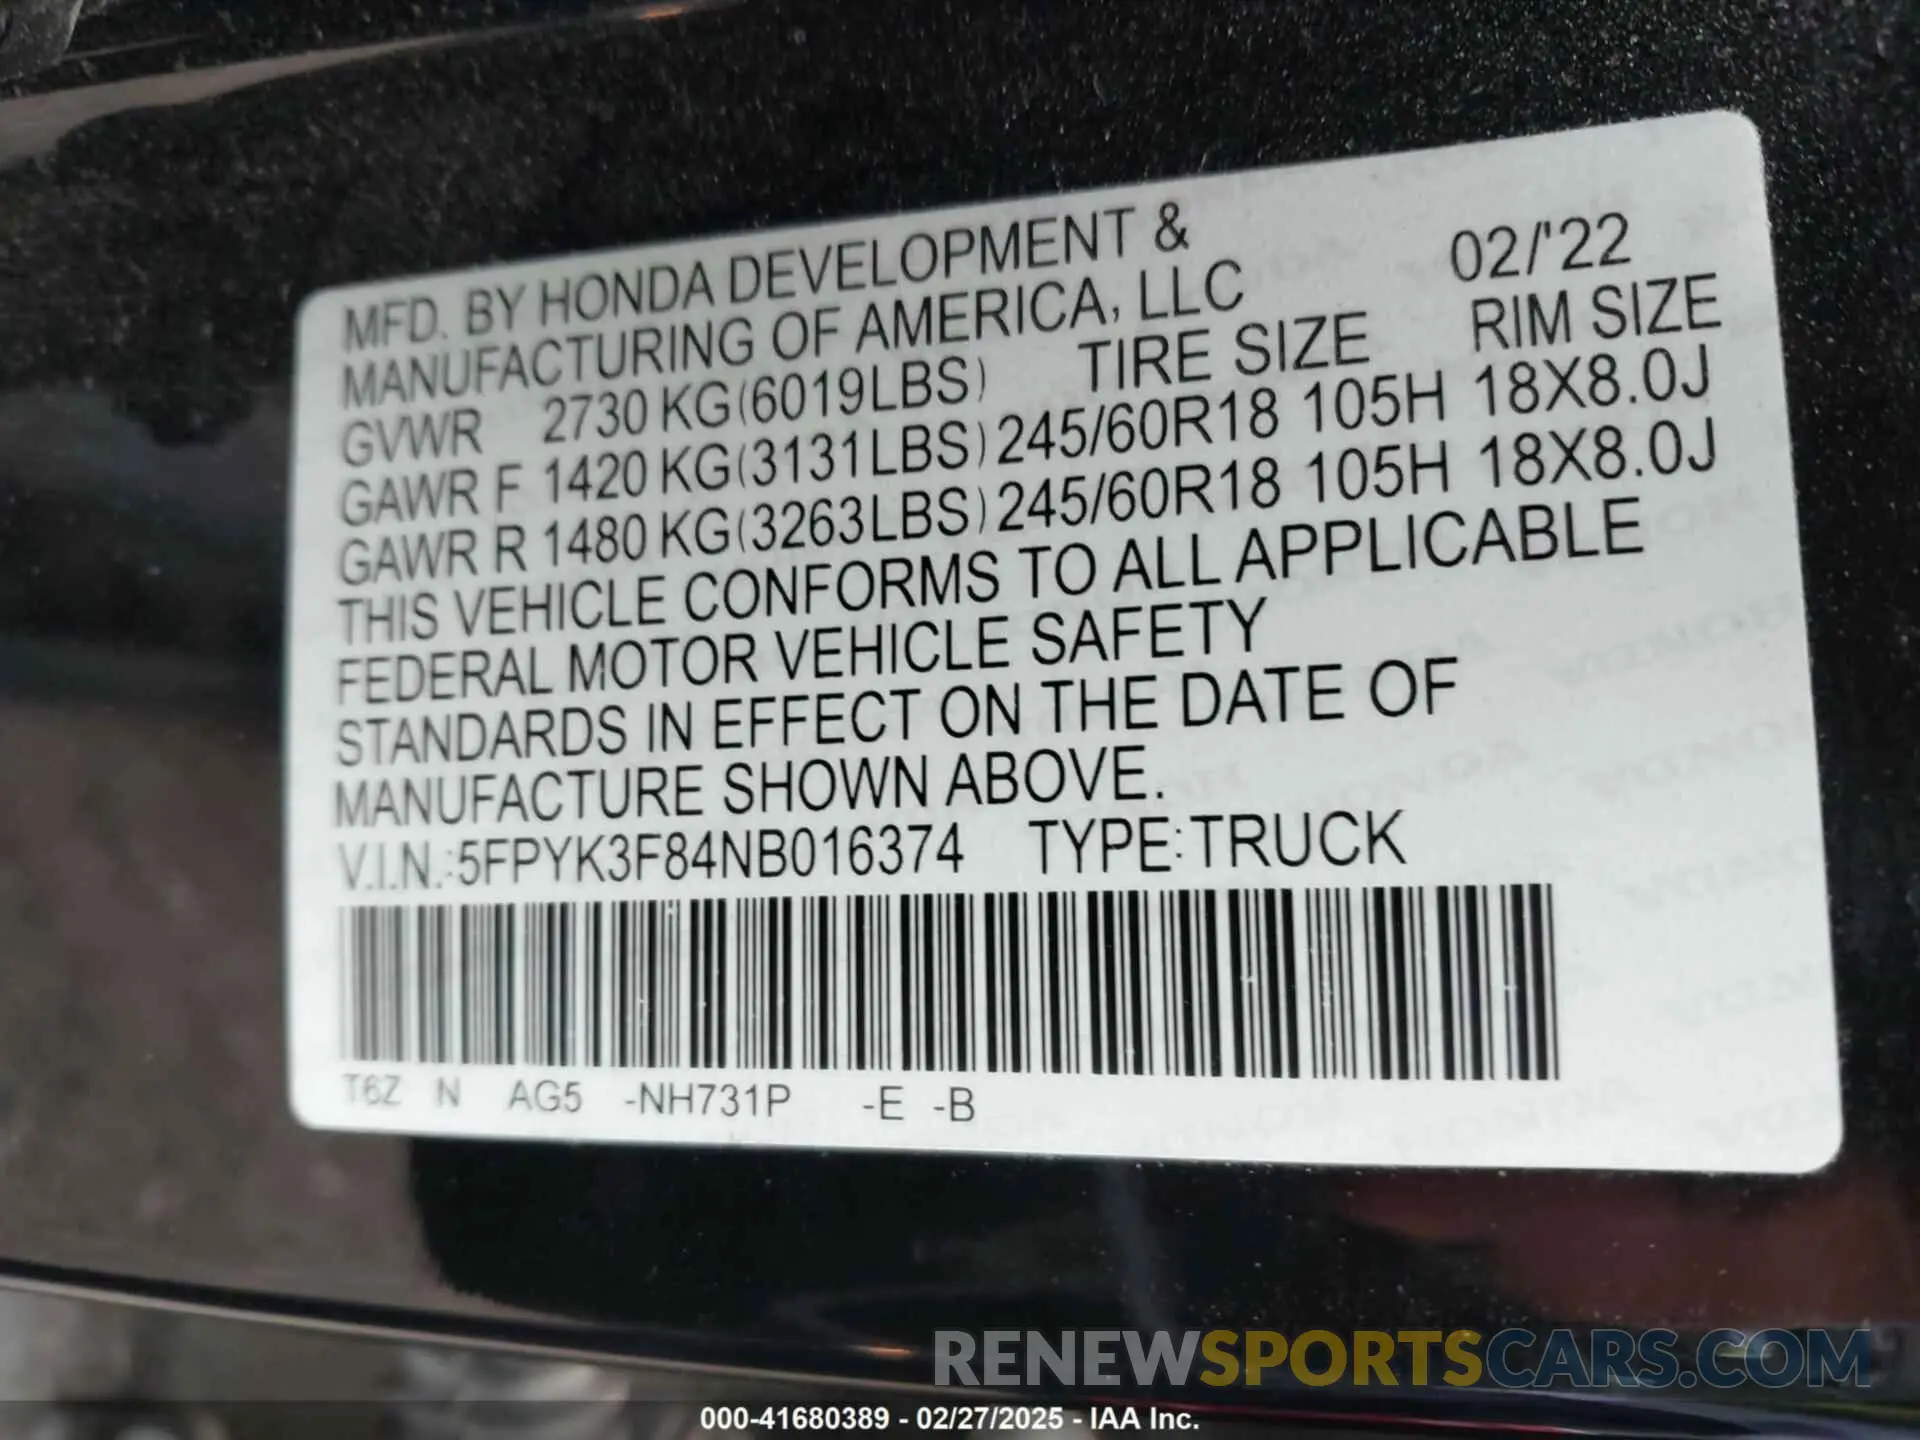 MFD. BY HONDA DEVELOPMENT &
MANUFACTURING OF AMERICA, LLC 02/'22
GVWR 2730 KG(6019LBS) TIRE SIZE RIM SIZE
GAWR F 1420 KG(3131LBS) 245/60R18 105H 18X8.0J
GAWR R 1480 KG(3263LBS) 245/60R18 105H 18X8.0J
THIS VEHICLE CONFORMS TO ALL APPLICABLE
FEDERAL MOTOR VEHICLE SAFETY
STANDARDS IN EFFECT ON THE DATE OF
MANUFACTURE SHOWN ABOVE.
V.I.N.:5FPYK3F84NB016374 TYPE:TRUCK
T6Z N AG5 -NH731P -E -B
RENEWSPORTSCARS.COM
000-41680389 - 02/27/2025 - IAA Inc.